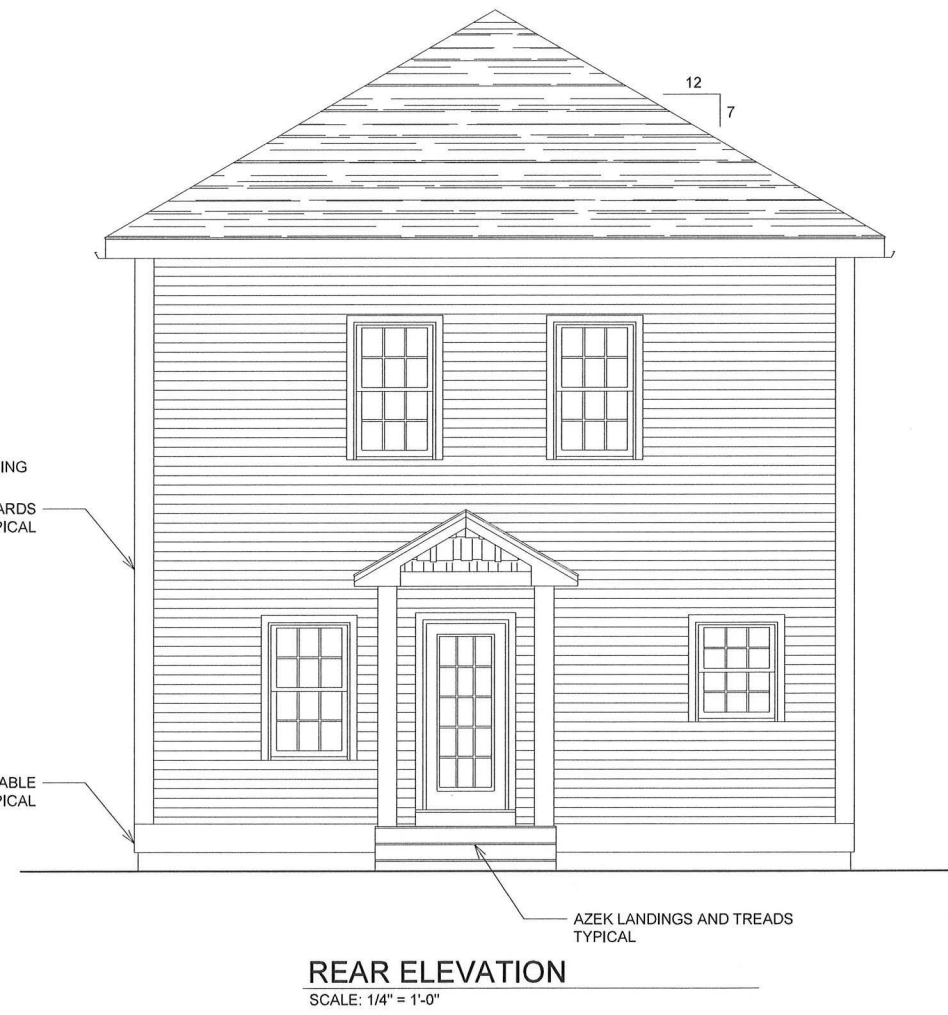 12
7
ING
ARDS
PICAL
ABLE
PICAL
AZEK LANDINGS AND TREADS
TYPICAL
REAR ELEVATION
SCALE: 1/4" = 1'-0"